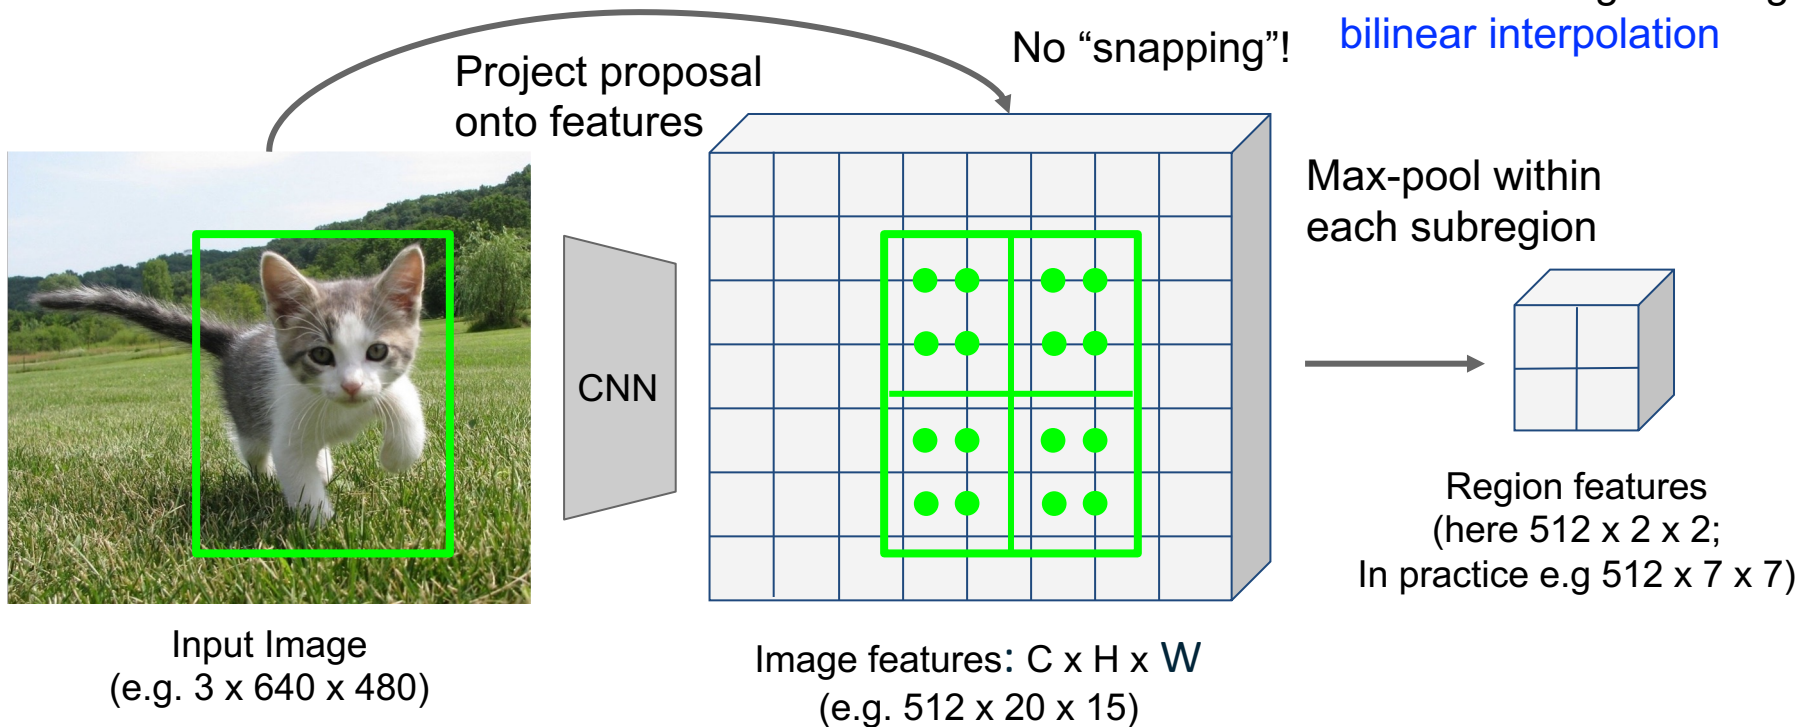 bilinear interpolation
No “snapping”!
Project proposal
onto features
Max-pool within
each subregion
CNN
Region features
(here 512 x 2 x 2;
In practice e.g 512 x 7 x 7)
Input Image
(e.g. 3 x 640 x 480)
Image features: C x H x W
(e.g. 512 x 20 x 15)